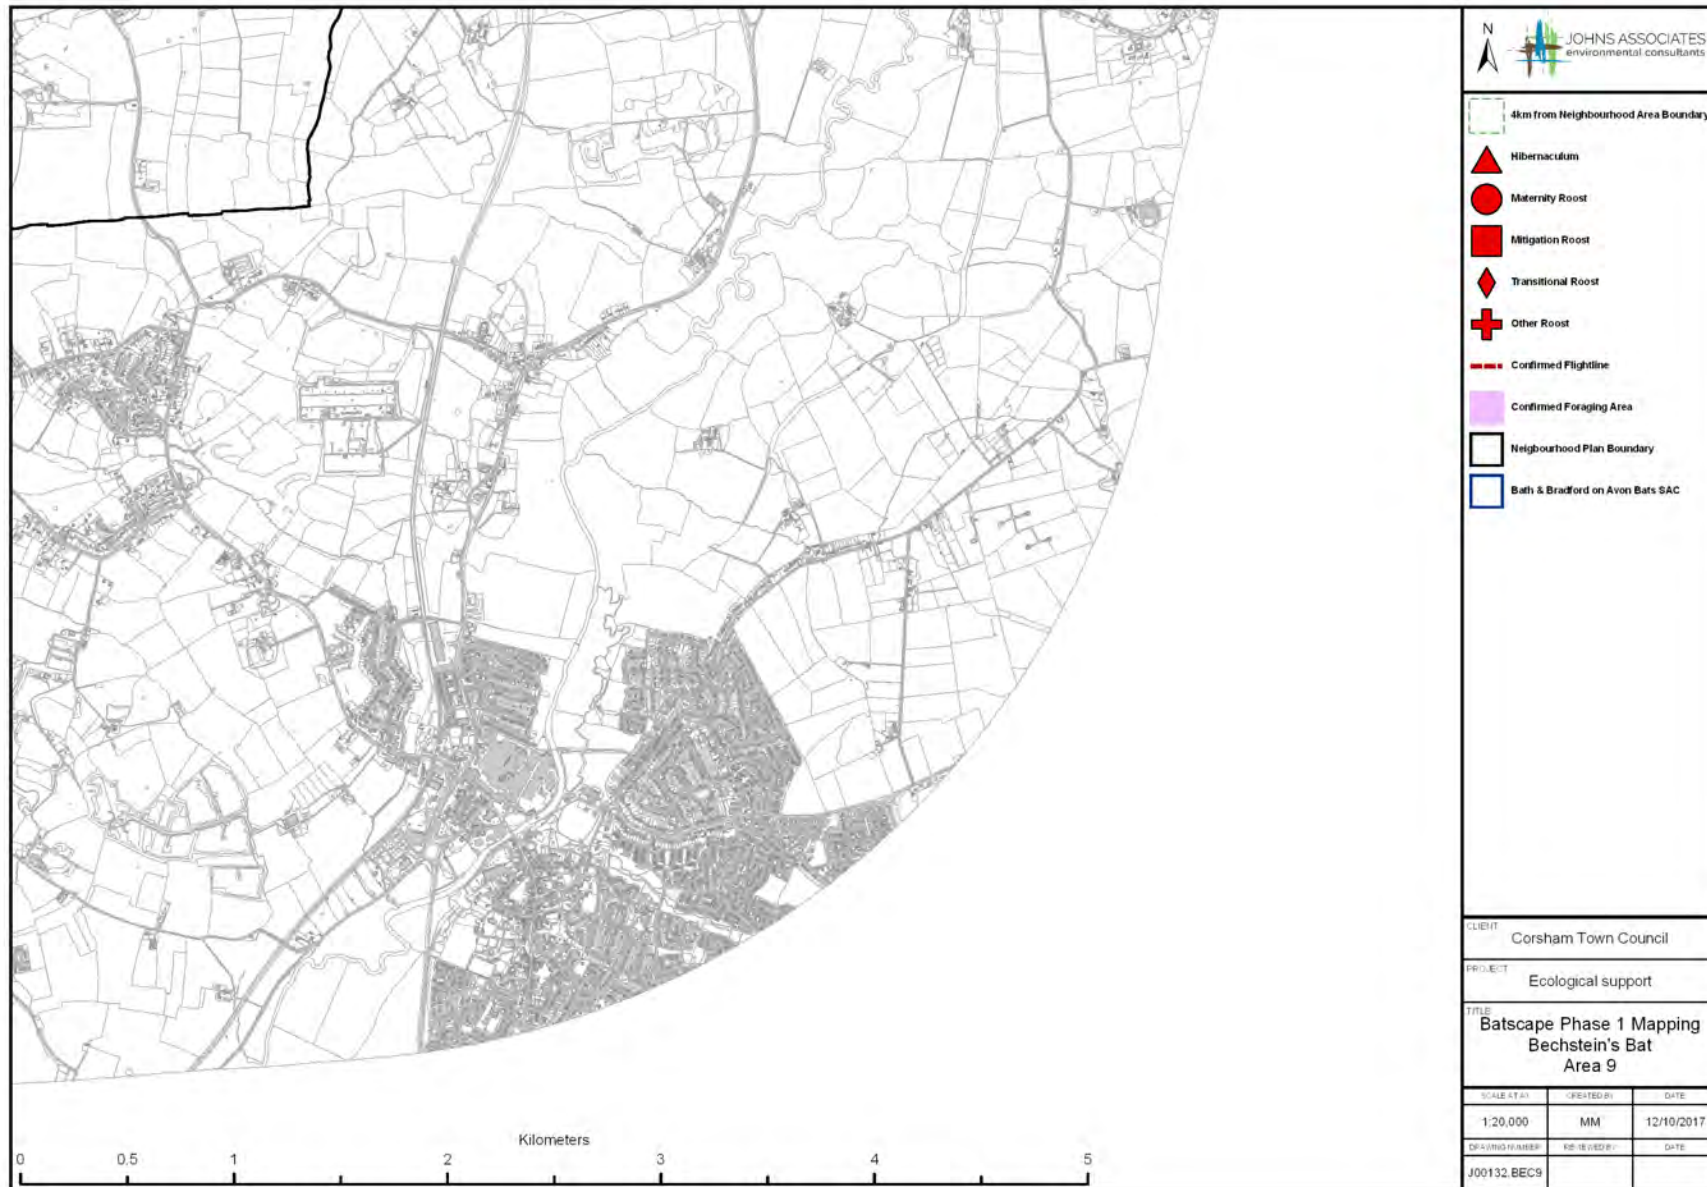 N
JOHNS ASSOCIATES
environmental consultants
4km from Neighbourhood Area Boundary
Hibernaculum
Maternity Roost
Mitigation Roost
Transitional Roost
Other Roost
Confirmed Flightline
Confirmed Foraging Area
Neigbourhood Plan Boundary
Bath & Bradford on Avon Bats SAC
CLIENT
Corsham Town Council
PROJECT
Ecological support
TITLE
Batscape Phase 1 Mapping
Bechstein's Bat
Area 9
SCALE AT A3 CREATED BY DATE
1:20,000 MM 12/10/2017
DRAWING NUMBER REVIEWED BY DATE
J00132.BEC9
Kilometers
0 0.5 1 2 3 4 5